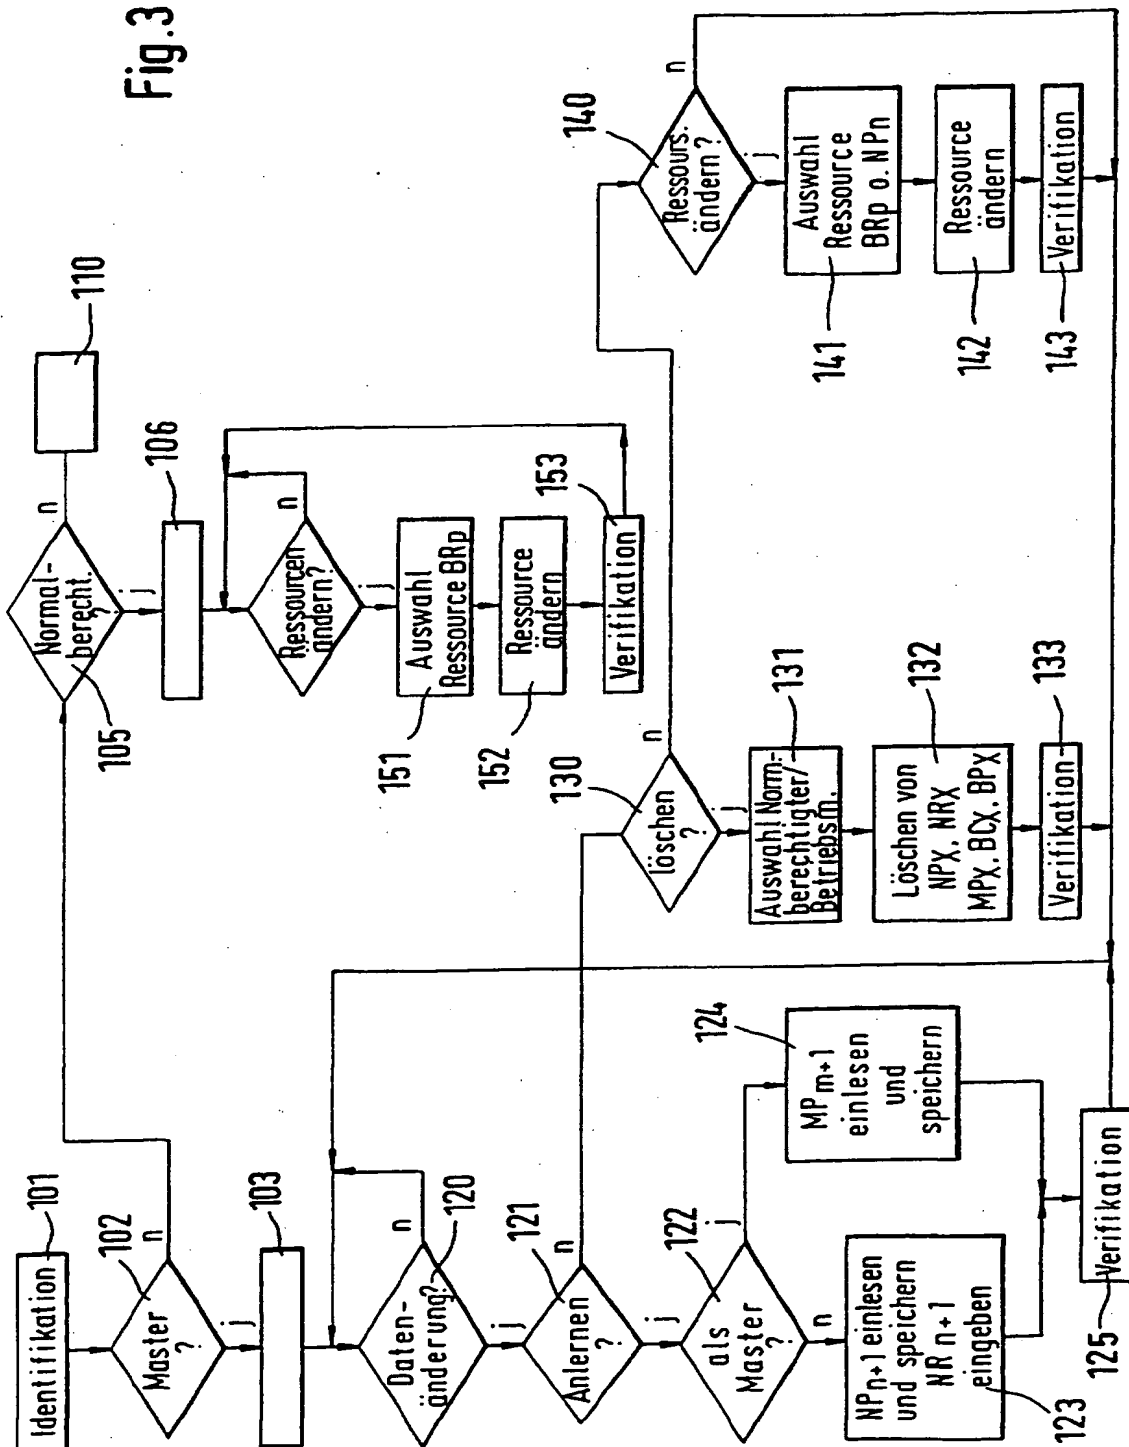 Fig.3
Identifikation
101
Master
?
102
j
n
103
Daten-
änderung?
120
n
j
Anlernen
?
121
n
j
als
Master
?
122
j
n
NPn+1 einlesen
und speichern
NR n+1
eingeben
123
MPm+1
einlesen
und
speichern
124
Verifikation
125
löschen
?
130
n
j
Auswahl Norm.-
berechtigter/
Betriebsm.
131
Löschen von
NPX, NRX
MPX, BCX, BPX
132
Verifikation
133
Normal-
berecht.
?
105
n
j
110
106
Ressourcen
ändern?
n
j
Auswahl
Ressource BRp
151
Ressource
ändern
152
Verifikation
153
Ressours.
ändern?
140
n
j
Auswahl
Ressource
BRp o. NPn
141
Ressource
ändern
142
Verifikation
143